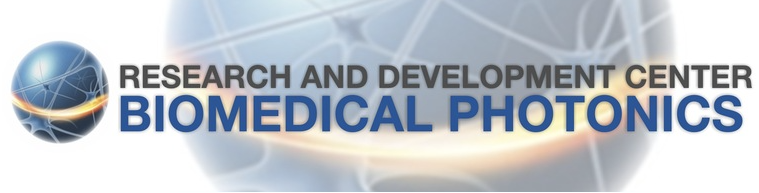 RESEARCH AND DEVELOPMENT CENTER
BIOMEDICAL PHOTONICS